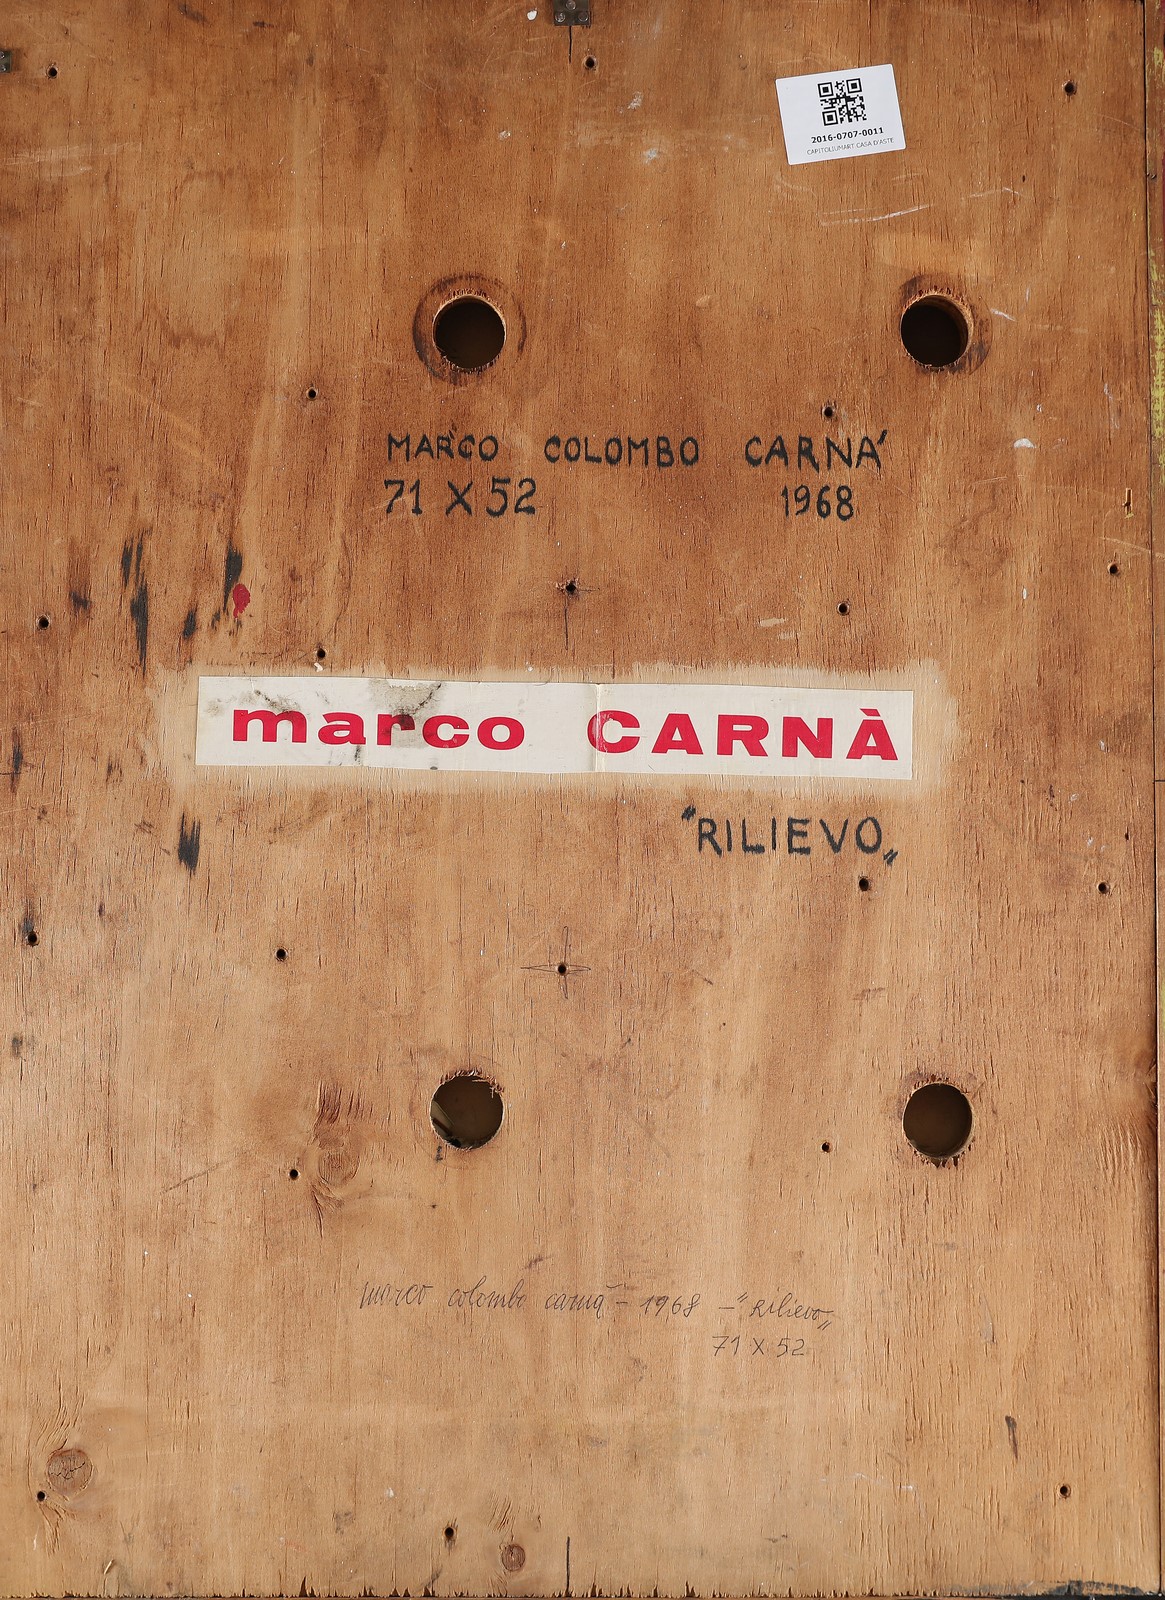 2016-0707-0011
CAPITOLIUMART CASA D'ASTE
MARCO COLOMBO CARNA'
71 X 52 1968
marco CARNÀ
"RILIEVO„
marco colombo carnà - 1968 - "Rilievo„
71 X 52